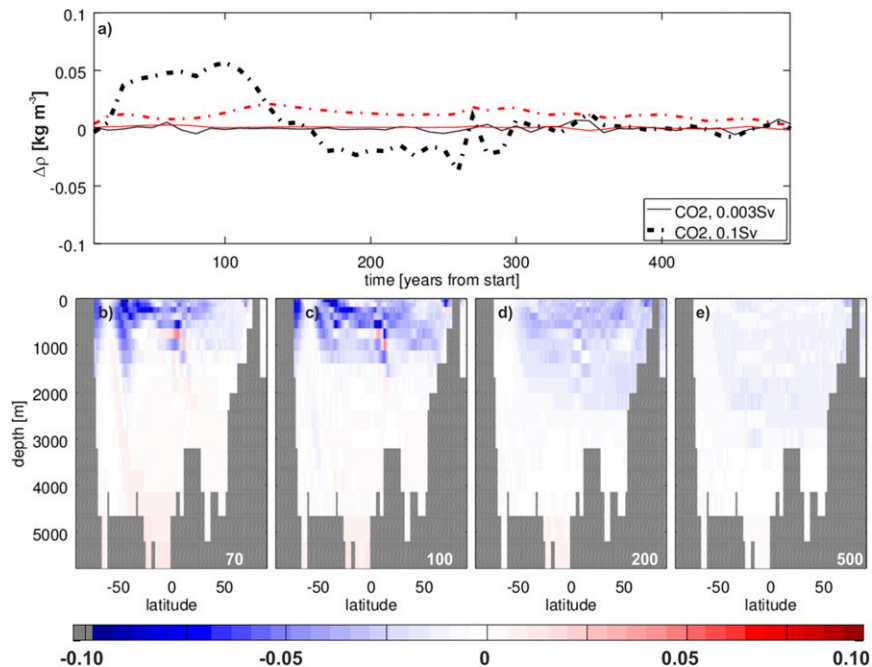 0.1
a)
0.05
0
-0.05
-0.1
Δρ [kg m-³]
CO2, 0.003Sv
CO2, 0.1Sv
100 200 300 400
time [years from start]
b) c) d) e)
0
1000
2000
3000
4000
5000
depth [m]
70 100 200 500
-50 0 50 -50 0 50 -50 0 50 -50 0 50
latitude latitude latitude latitude
-0.10 -0.05 0 0.05 0.10